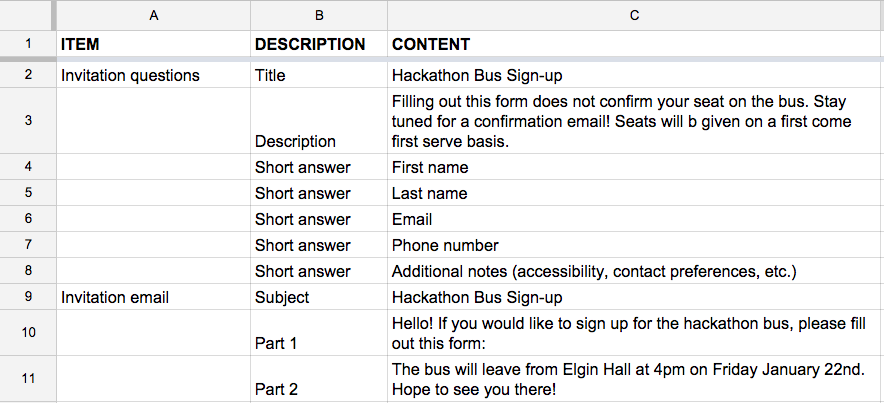 A B C
1 ITEM DESCRIPTION CONTENT
2 Invitation questions Title Hackathon Bus Sign-up
Filling out this form does not confirm your seat on the bus. Stay
tuned for a confirmation email! Seats will b given on a first come
3 Description first serve basis.
4 Short answer First name
5 Short answer Last name
6 Short answer Email
7 Short answer Phone number
8 Short answer Additional notes (accessibility, contact preferences, etc.)
9 Invitation email Subject Hackathon Bus Sign-up
Hello! If you would like to sign up for the hackathon bus, please fill
10 Part 1 out this form:
The bus will leave from Elgin Hall at 4pm on Friday January 22nd.
11 Part 2 Hope to see you there!